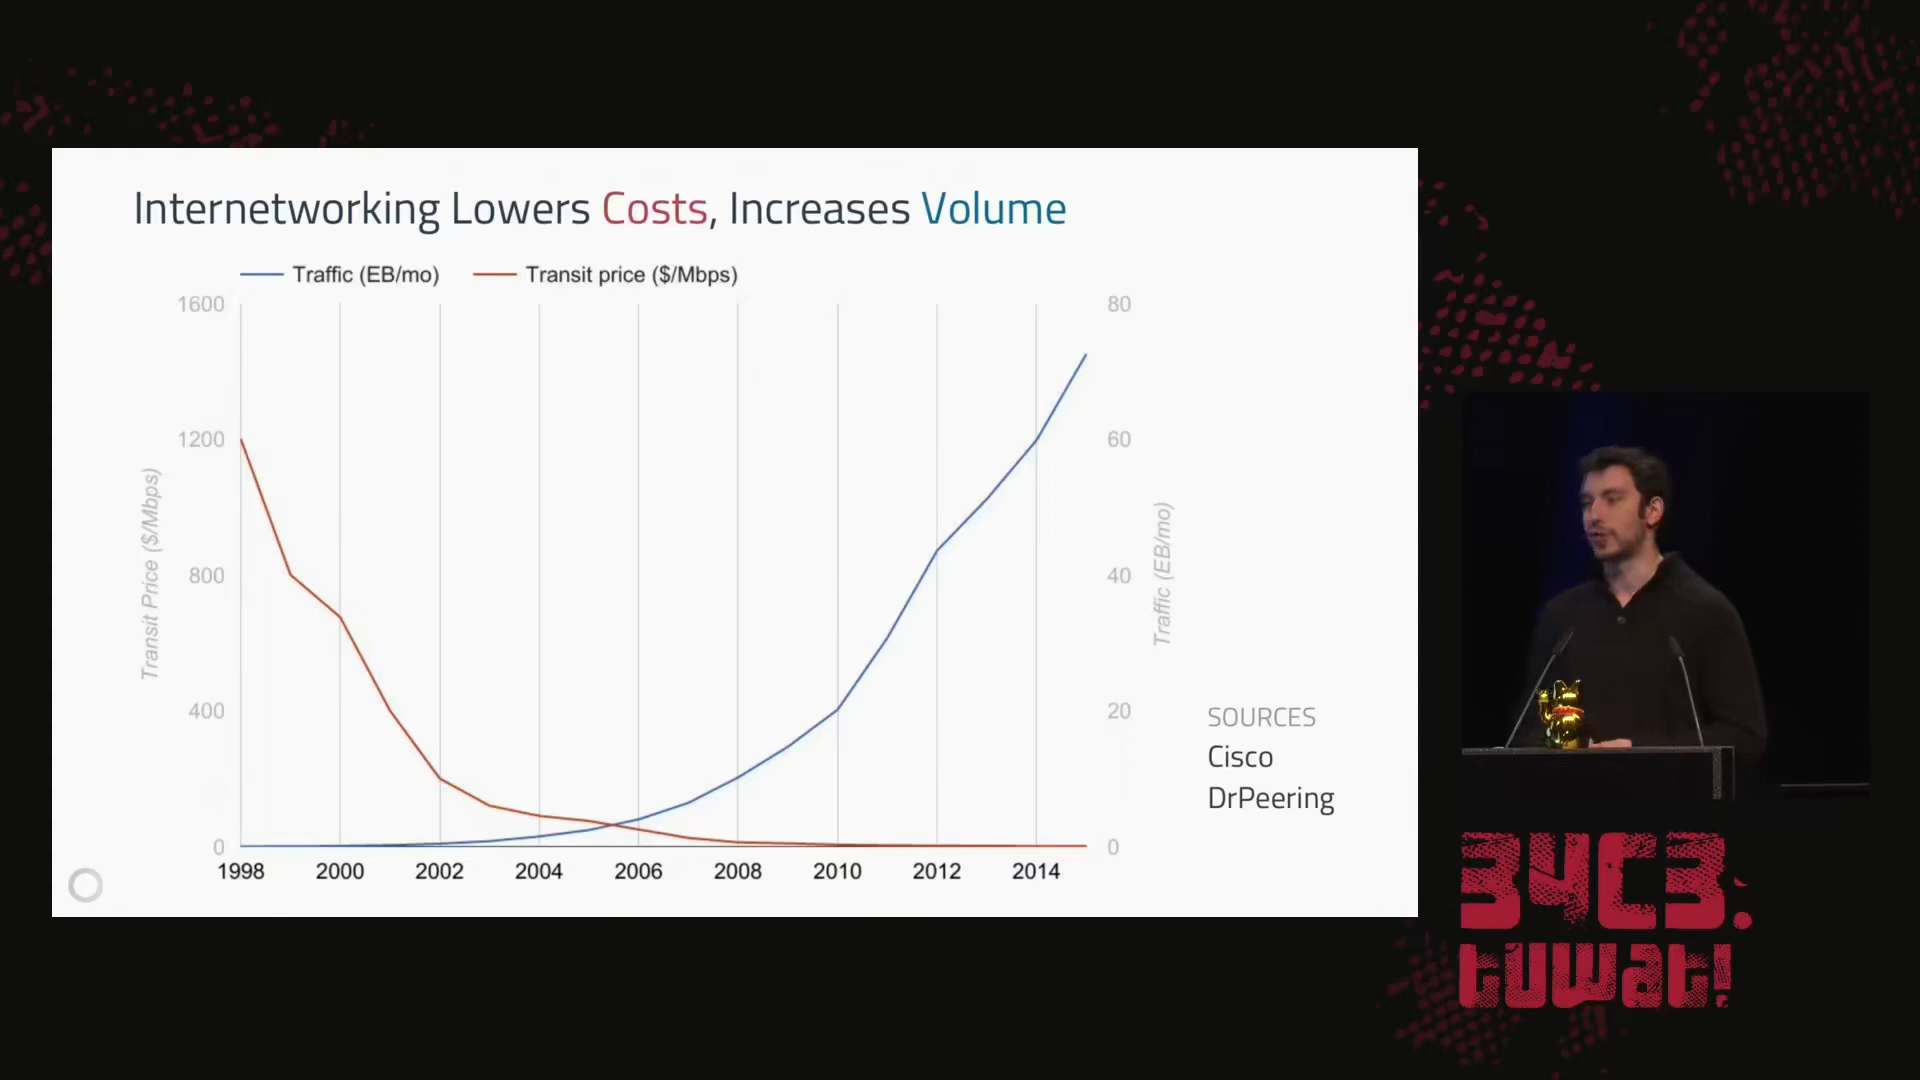 Internetworking Lowers Costs, Increases Volume
Traffic (EB/mo)
Transit price ($/Mbps)
1600
1200
800
400
0
Transit Price ($/Mbps)
80
60
40
20
0
Traffic (EB/mo)
1998 2000 2002 2004 2006 2008 2010 2012 2014
SOURCES
Cisco
DrPeering
34C3.
tuwat!